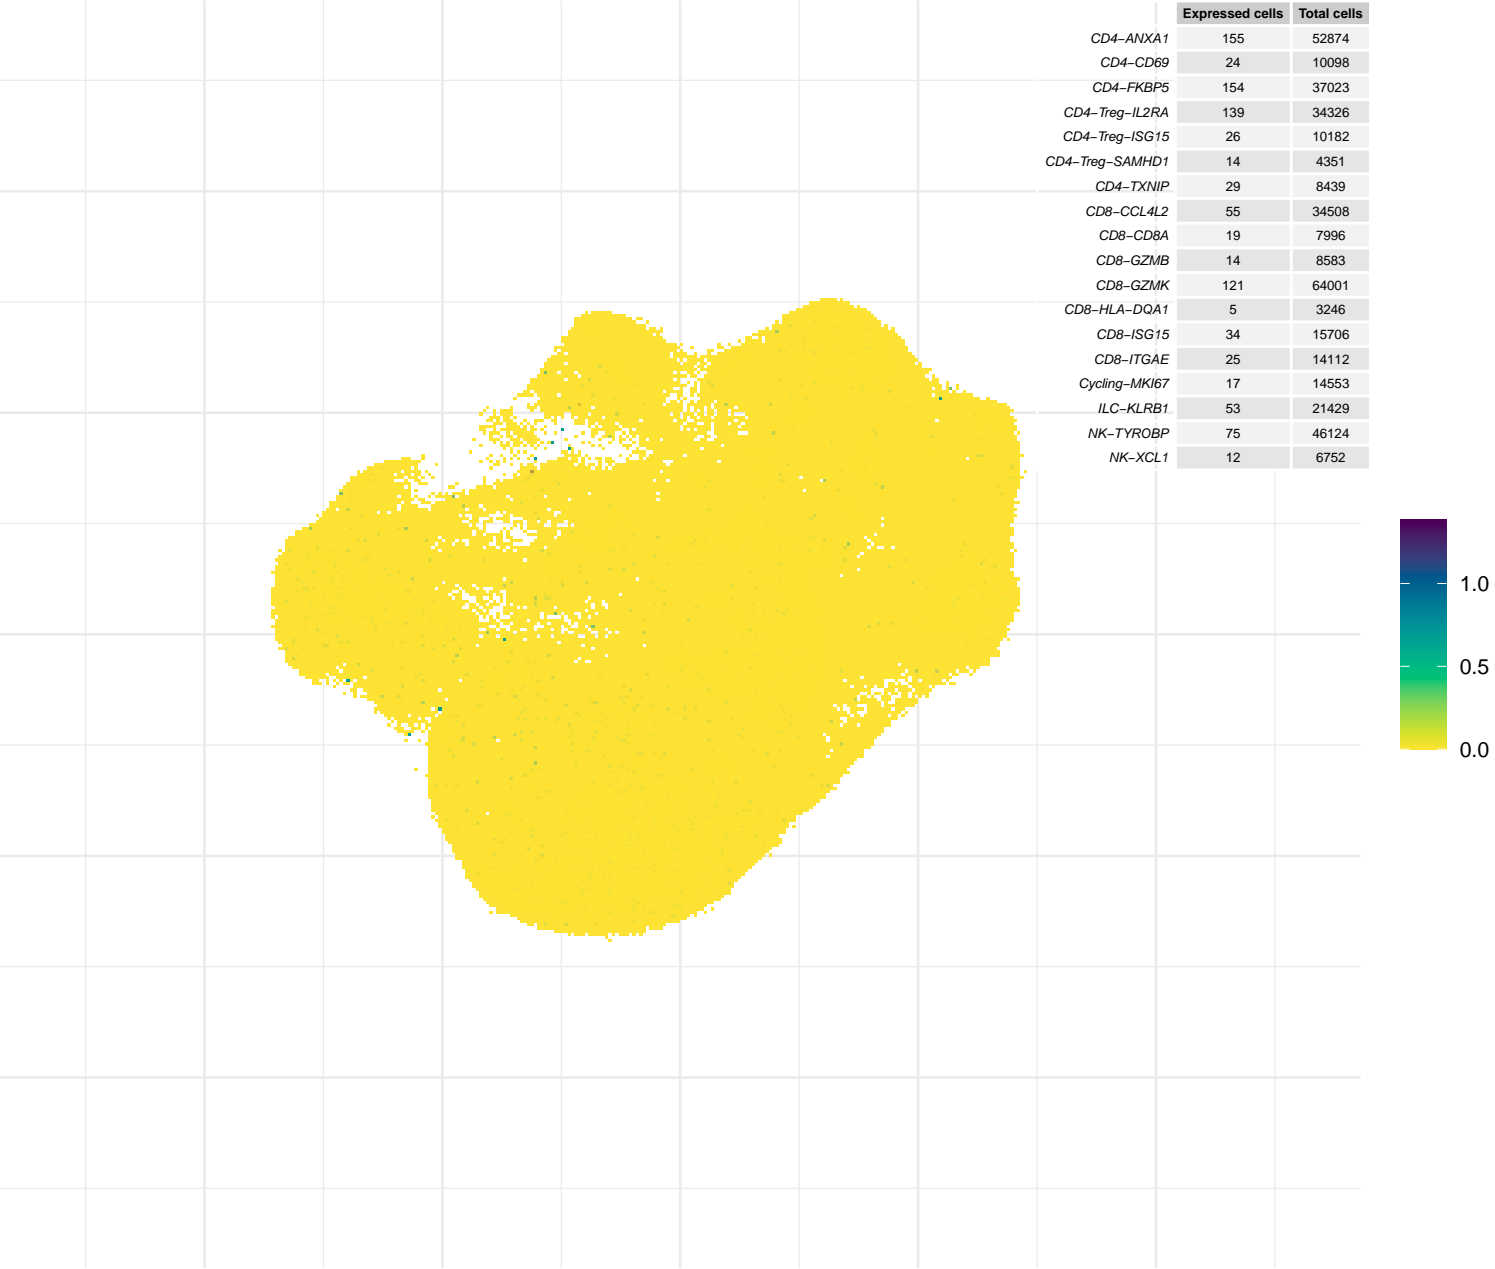 Expressed cells Total cells
CD4−ANXA1 155 52874
CD4−CD69 24 10098
CD4−FKBP5 154 37023
CD4−Treg−IL2RA 139 34326
CD4−Treg−ISG15 26 10182
CD4−Treg−SAMHD1 14 4351
CD4−TXNIP 29 8439
CD8−CCL4L2 55 34508
CD8−CD8A 19 7996
CD8−GZMB 14 8583
CD8−GZMK 121 64001
CD8−HLA−DQA1 5 3246
CD8−ISG15 34 15706
CD8−ITGAE 25 14112
Cycling−MKI67 17 14553
ILC−KLRB1 53 21429
NK−TYROBP 75 46124
NK−XCL1 12 6752
1.0
0.5
0.0